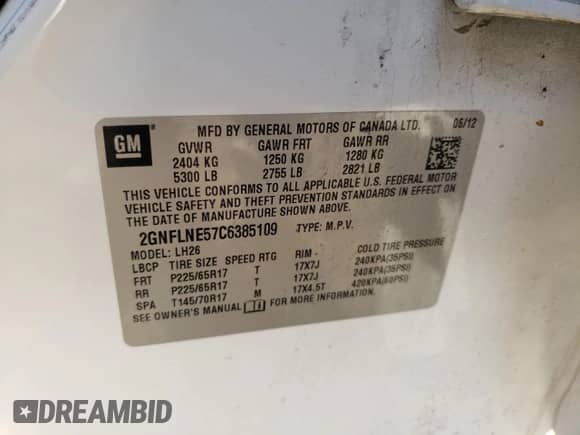 GM
MFD BY GENERAL MOTORS OF CANADA LTD. 06/12
GVWR GAWR FRT GAWR RR
2404 KG 1250 KG 1280 KG
5300 LB 2755 LB 2821 LB
THIS VEHICLE CONFORMS TO ALL APPLICABLE U.S. FEDERAL MOTOR
VEHICLE SAFETY AND THEFT PREVENTION STANDARDS IN EFFECT ON
THE DATE OF MANUFACTURE SHOWN ABOVE.
2GNFLNE57C6385109 TYPE: M.P.V.
MODEL: LH26
LBCP TIRE SIZE SPEED RTG RIM - COLD TIRE PRESSURE
FRT P225/65R17 T 17X7J 240KPA(35PSI)
RR P225/65R17 T 17X7J 240KPA(35PSI)
SPA T145/70R17 M 17X4.5T 420KPA(60PSI)
SEE OWNER'S MANUAL FOR MORE INFORMATION.
DREAMBID